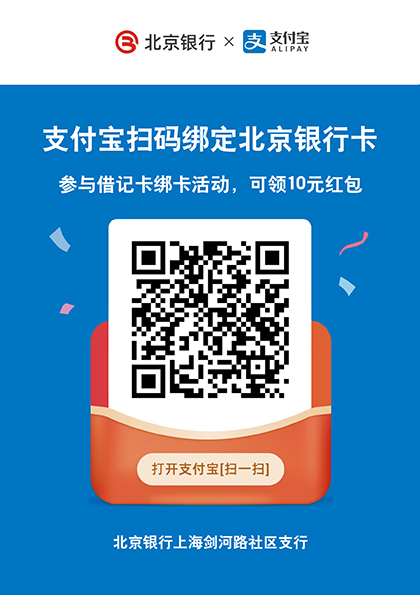 北京银行 × 支 支付宝
ALIPAY
支付宝扫码绑定北京银行卡
参与借记卡绑卡活动，可领10元红包
打开支付宝[扫一扫]
北京银行上海剑河路社区支行